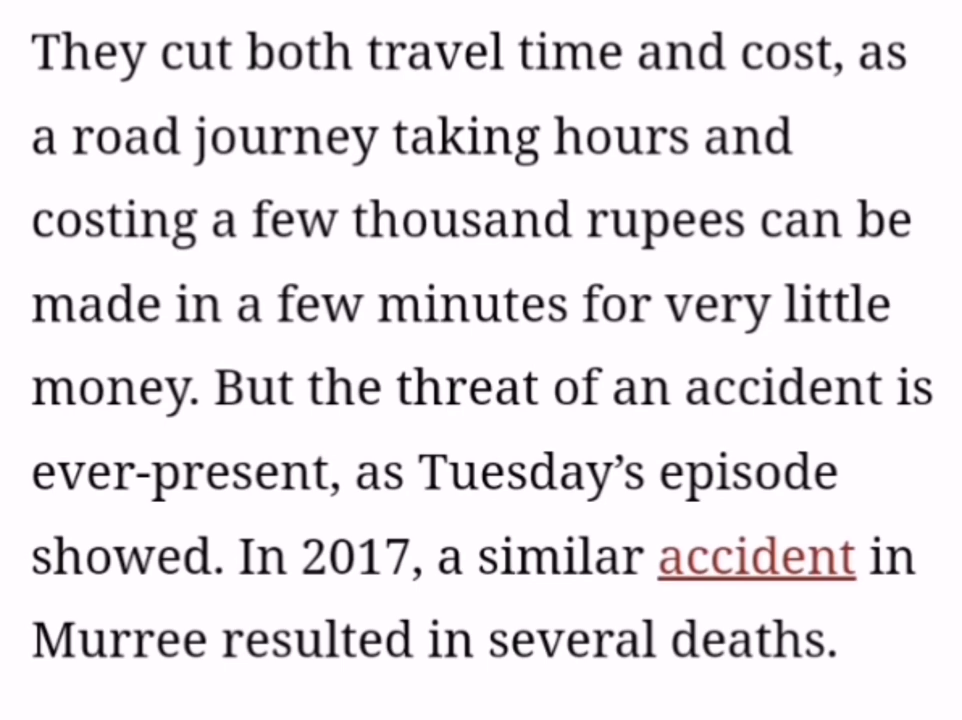 They cut both travel time and cost, as
a road journey taking hours and
costing a few thousand rupees can be
made in a few minutes for very little
money. But the threat of an accident is
ever-present, as Tuesday’s episode
showed. In 2017, a similar accident in
Murree resulted in several deaths.